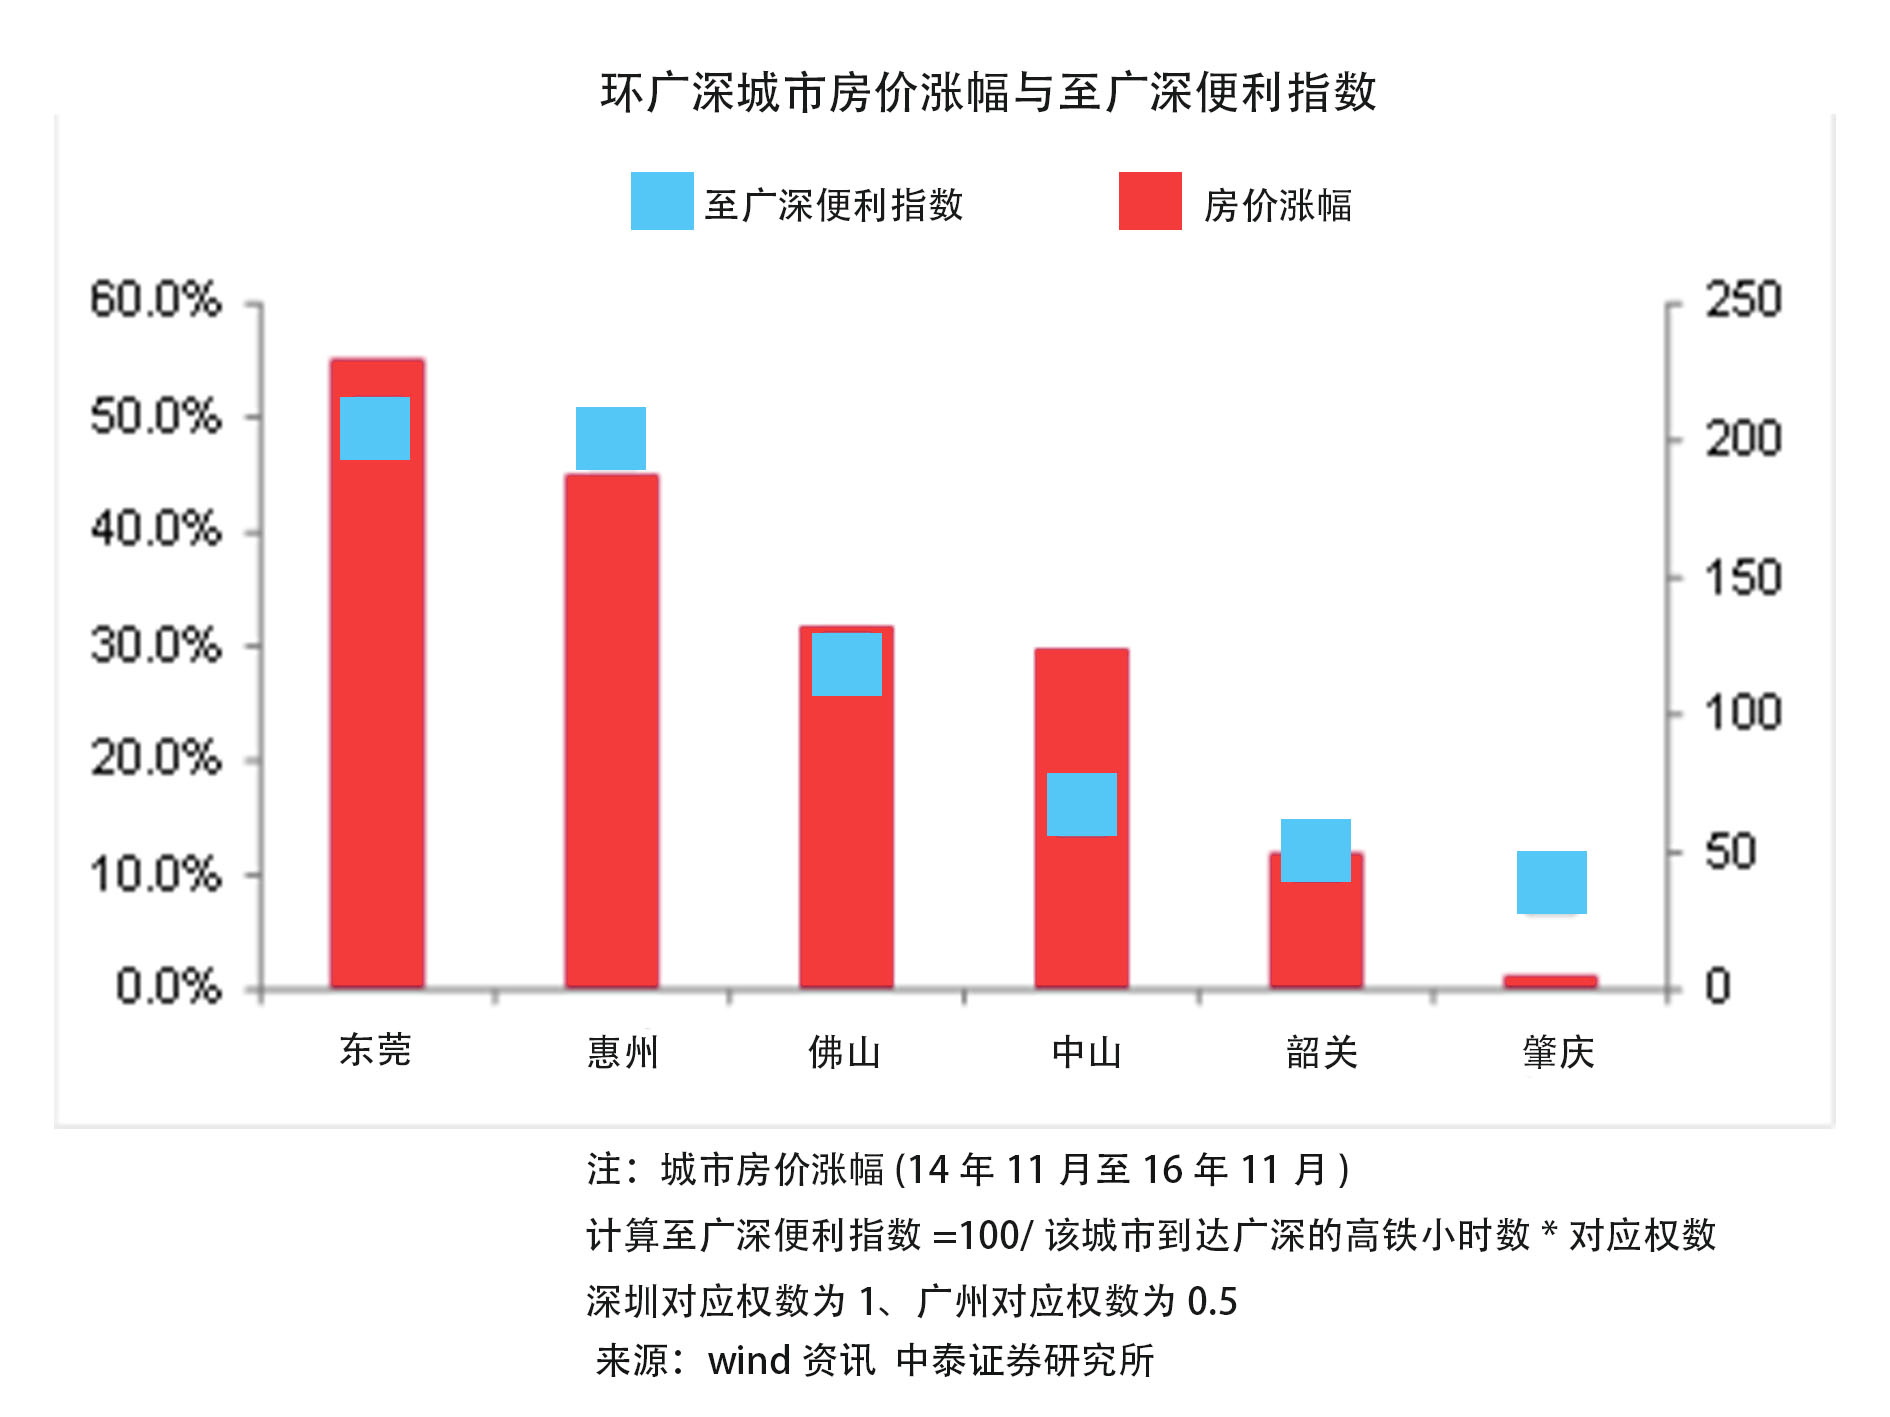 环广深城市房价涨幅与至广深便利指数
至广深便利指数 房价涨幅
60.0% 250
50.0% 200
40.0% 150
30.0% 100
20.0% 50
10.0% 0
0.0%
东莞 惠州 佛山 中山 韶关 肇庆
注：城市房价涨幅 (14 年 11 月至 16 年 11 月 )
计算至广深便利指数 =100/ 该城市到达广深的高铁小时数 * 对应权数
深圳对应权数为 1、广州对应权数为 0.5
来源：wind 资讯 中泰证券研究所